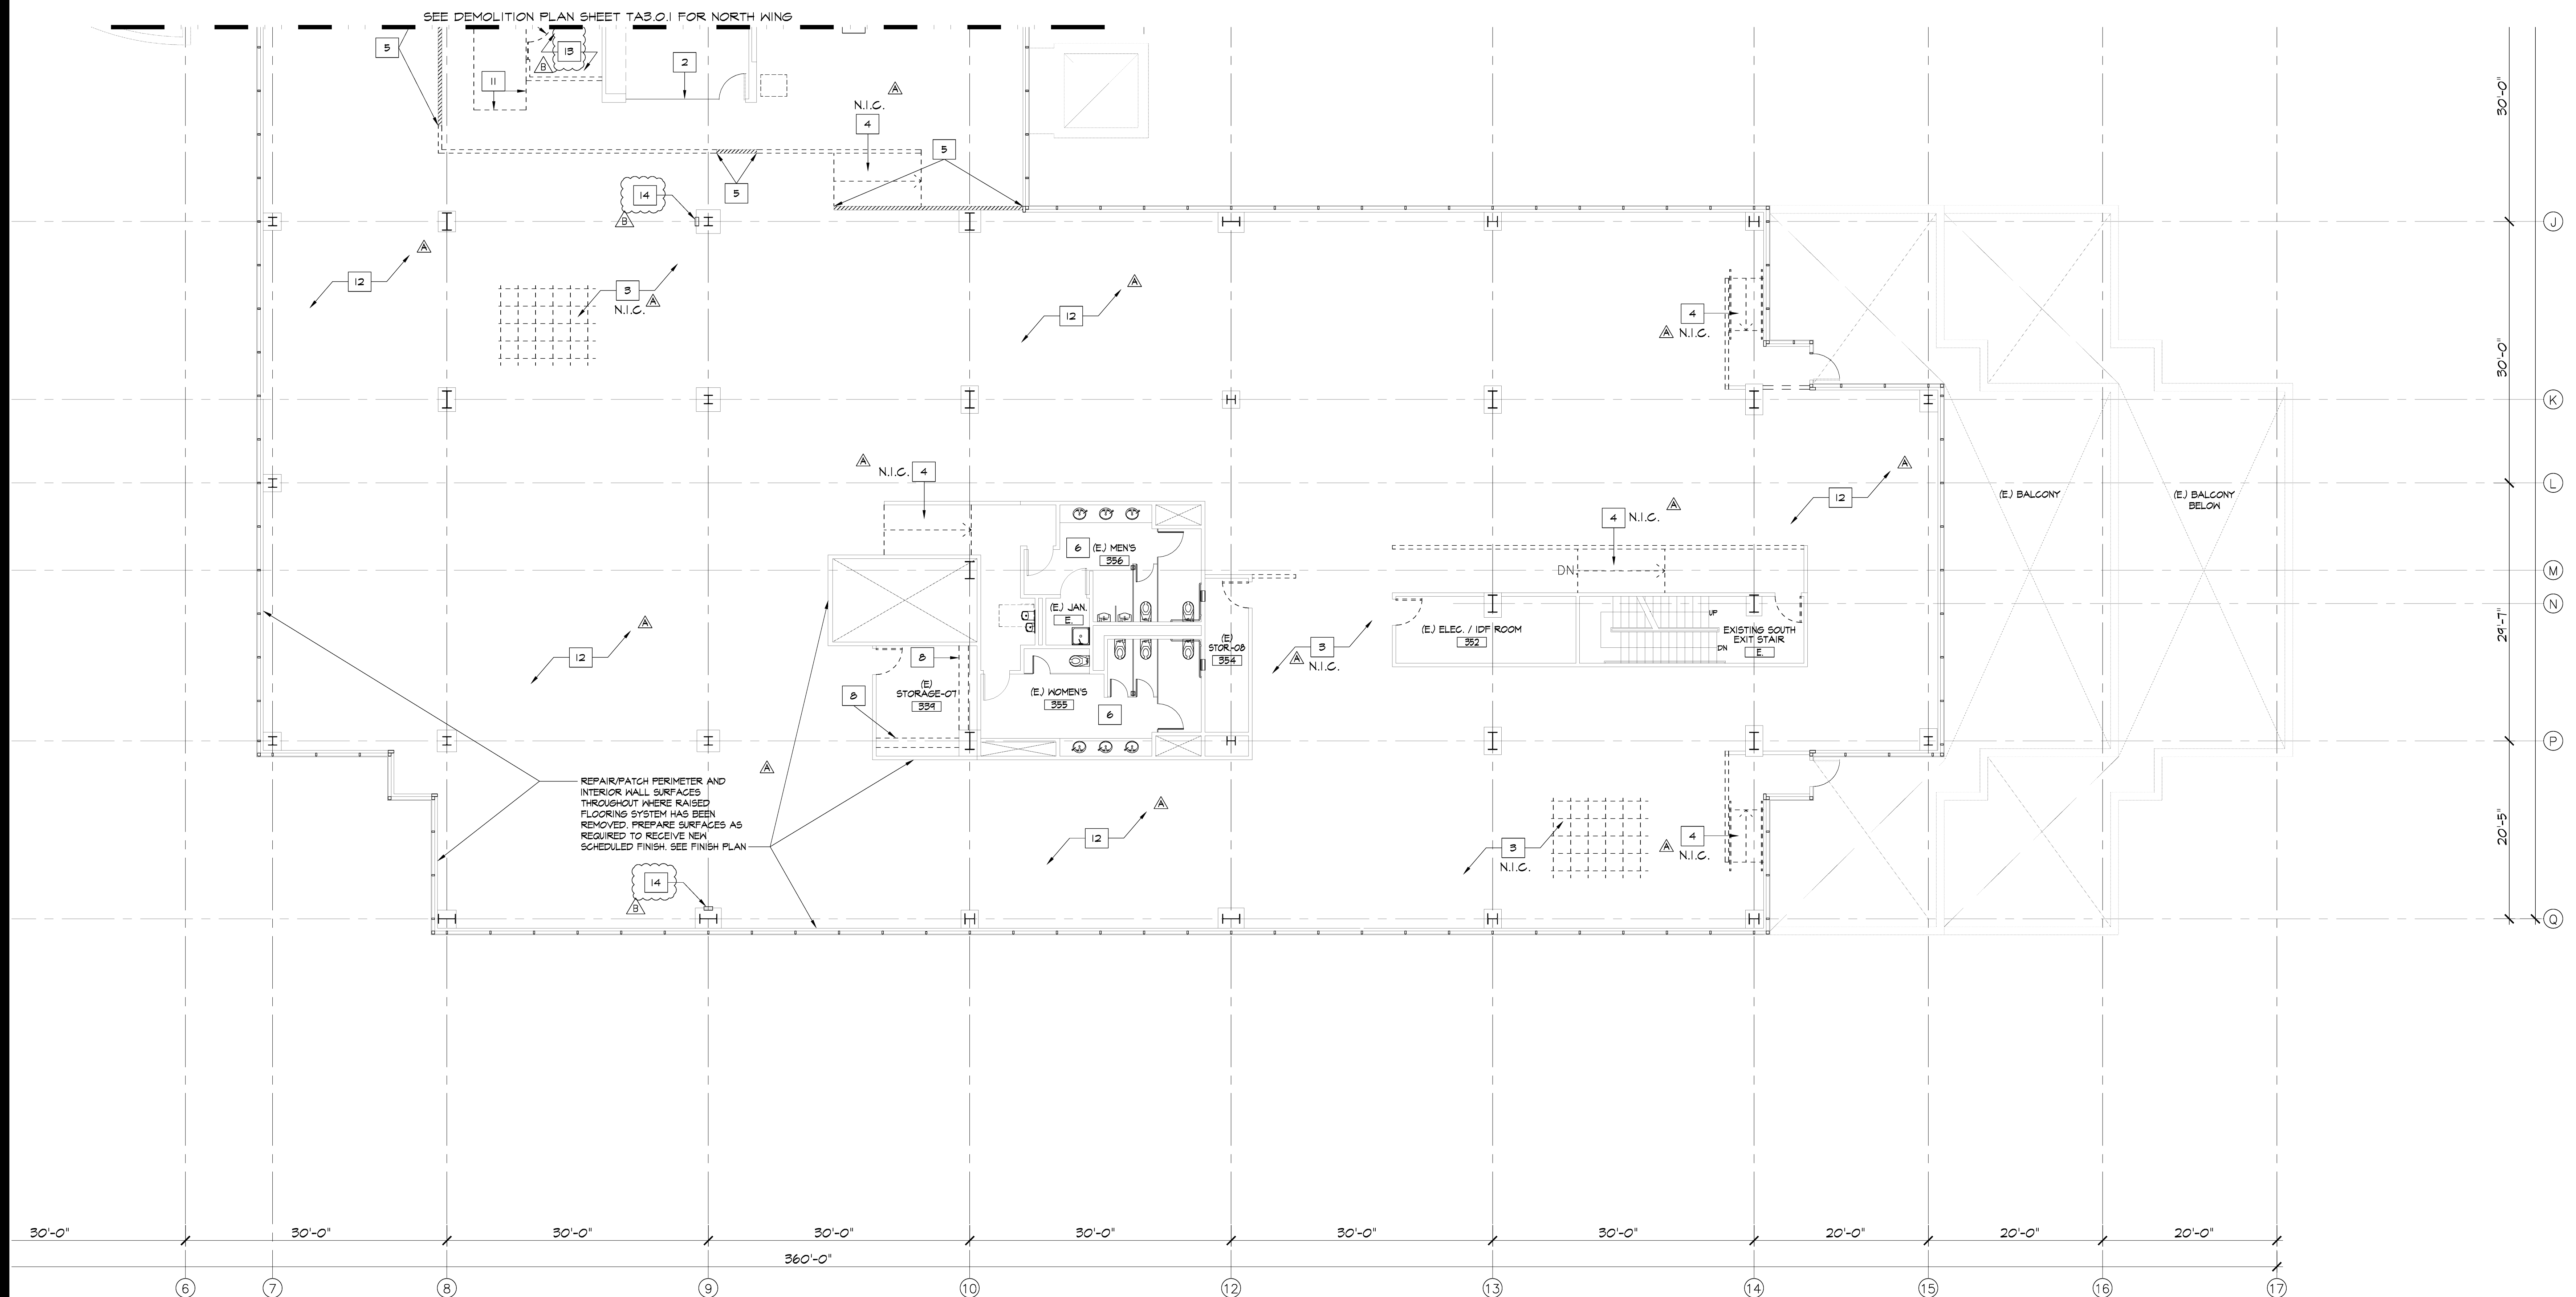 SEE DEMOLITION PLAN SHEET TA3.0.1 FOR NORTH WING
5
13
B
11
2
A
N.I.C.
4
5
5
14
B
30'-0"
J
A
12
3
A
N.I.C.
A
12
4
A N.I.C.
30'-0"
K
A
N.I.C. 4
A
12
L
(E.) BALCONY
(E.) BALCONY
BELOW
A
4 N.I.C.
6
(E.) MEN'S
356
DN
M
N
(E.) JAN.
E.
UP
(E.) ELEC. / IDF ROOM
352
EXISTING SOUTH
EXIT STAIR
E.
DN
29'-7"
A
12
(E)
STOR.-08
354
3
A
N.I.C.
8
8
(E)
STORAGE-07
339
(E.) WOMEN'S
355
6
P
A
REPAIR/PATCH PERIMETER AND
INTERIOR WALL SURFACES
THROUGHOUT WHERE RAISED
FLOORING SYSTEM HAS BEEN
REMOVED. PREPARE SURFACES AS
REQUIRED TO RECEIVE NEW
SCHEDULED FINISH. SEE FINISH PLAN
A
12
3
N.I.C.
4
A
N.I.C.
20'-5"
14
B
Q
30'-0" 30'-0" 30'-0" 30'-0" 30'-0" 30'-0" 30'-0" 20'-0" 20'-0" 20'-0"
360'-0"
6 7 8 9 10 12 13 14 15 16 17